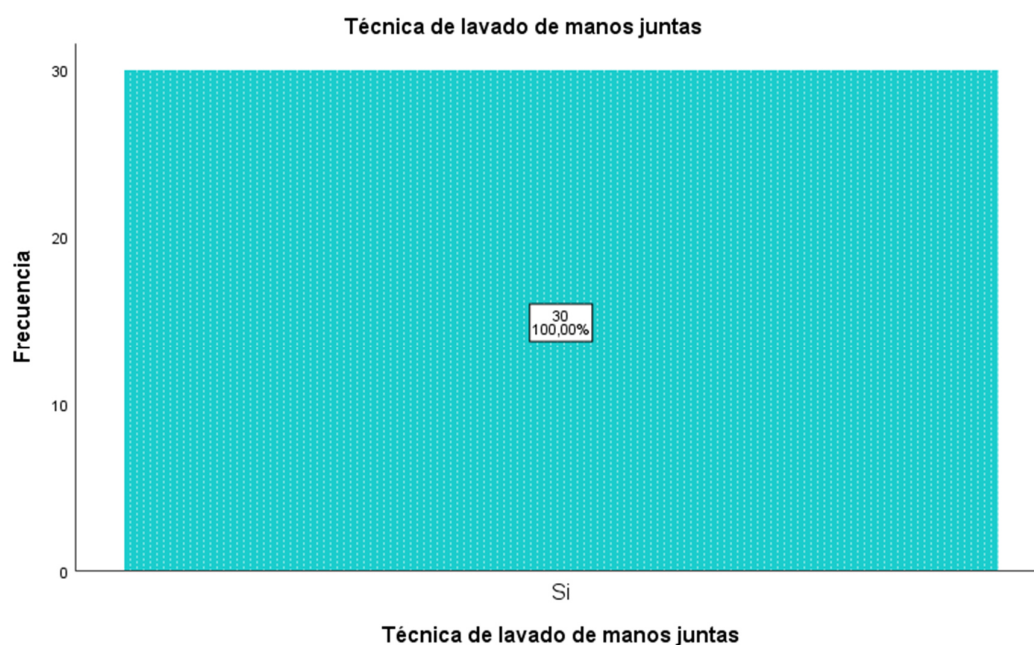 Técnica de lavado de manos juntas
Frecuencia
30
20
10
0
30
100,00%
Si
Técnica de lavado de manos juntas